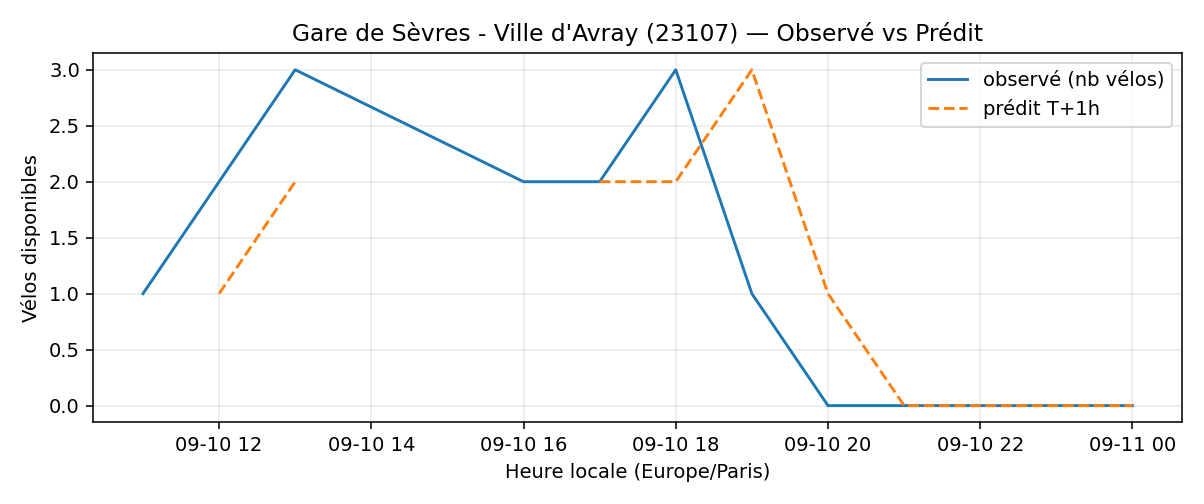 Gare de Sèvres - Ville d'Avray (23107) — Observé vs Prédit
observé (nb vélos)
prédit T+1h
Vélos disponibles
3.0
2.5
2.0
1.5
1.0
0.5
0.0
09-10 12
09-10 14
09-10 16
09-10 18
09-10 20
09-10 22
09-11 00
Heure locale (Europe/Paris)